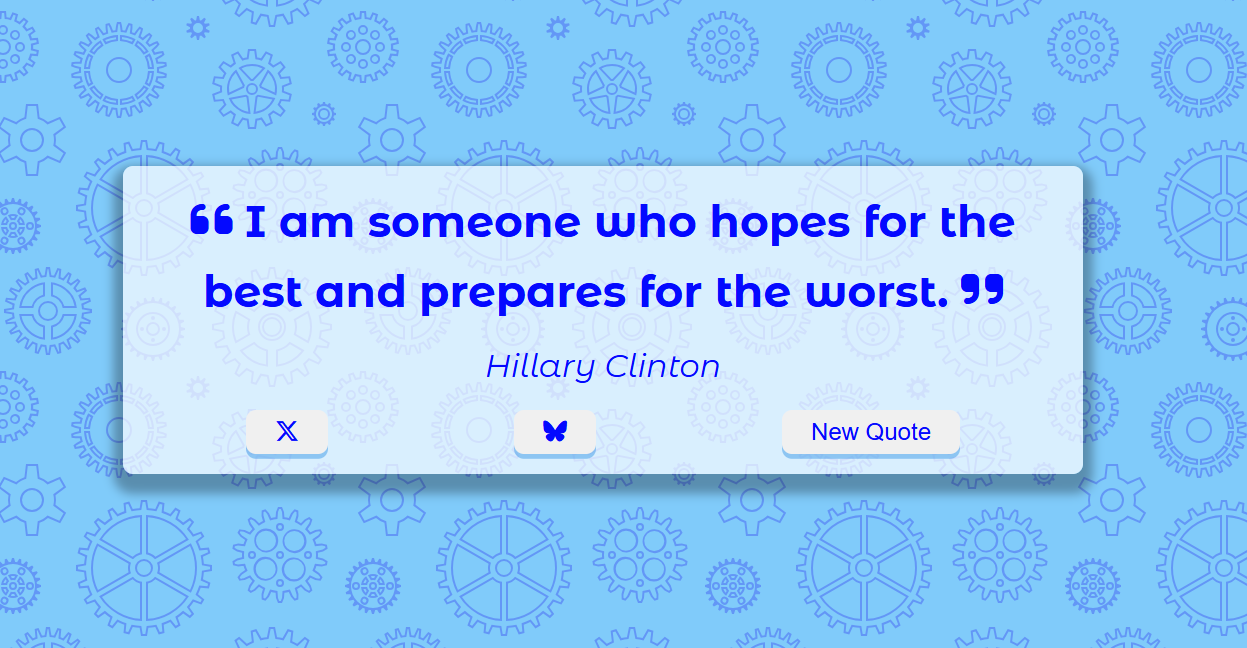 ❝ I am someone who hopes for the
best and prepares for the worst. ❞
Hillary Clinton
New Quote